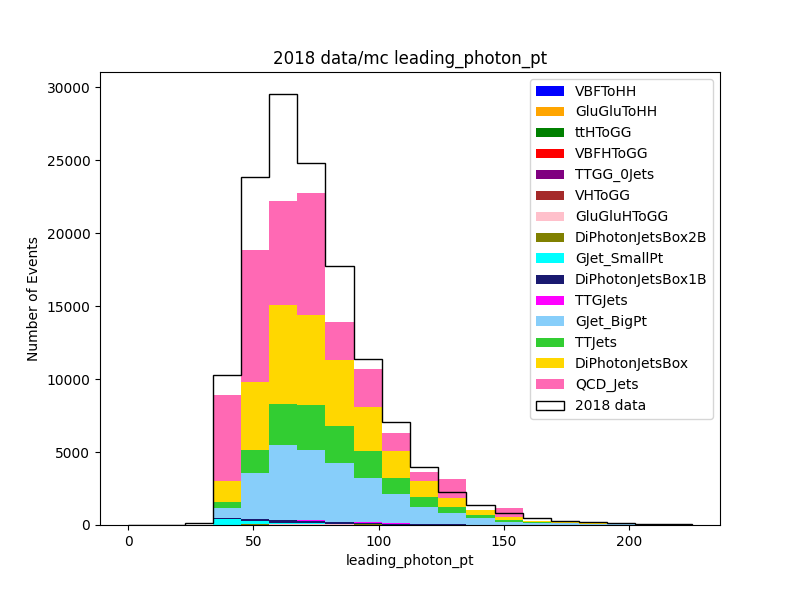 2018 data/mc leading_photon_pt
30000
25000
20000
15000
10000
5000
0
Number of Events
0
50
100
150
200
leading_photon_pt
VBFToHH
GluGluToHH
ttHToGG
VBFHToGG
TTGG_0Jets
VHToGG
GluGluHToGG
DiPhotonJetsBox2B
GJet_SmallPt
DiPhotonJetsBox1B
TTGJets
GJet_BigPt
TTJets
DiPhotonJetsBox
QCD_Jets
2018 data